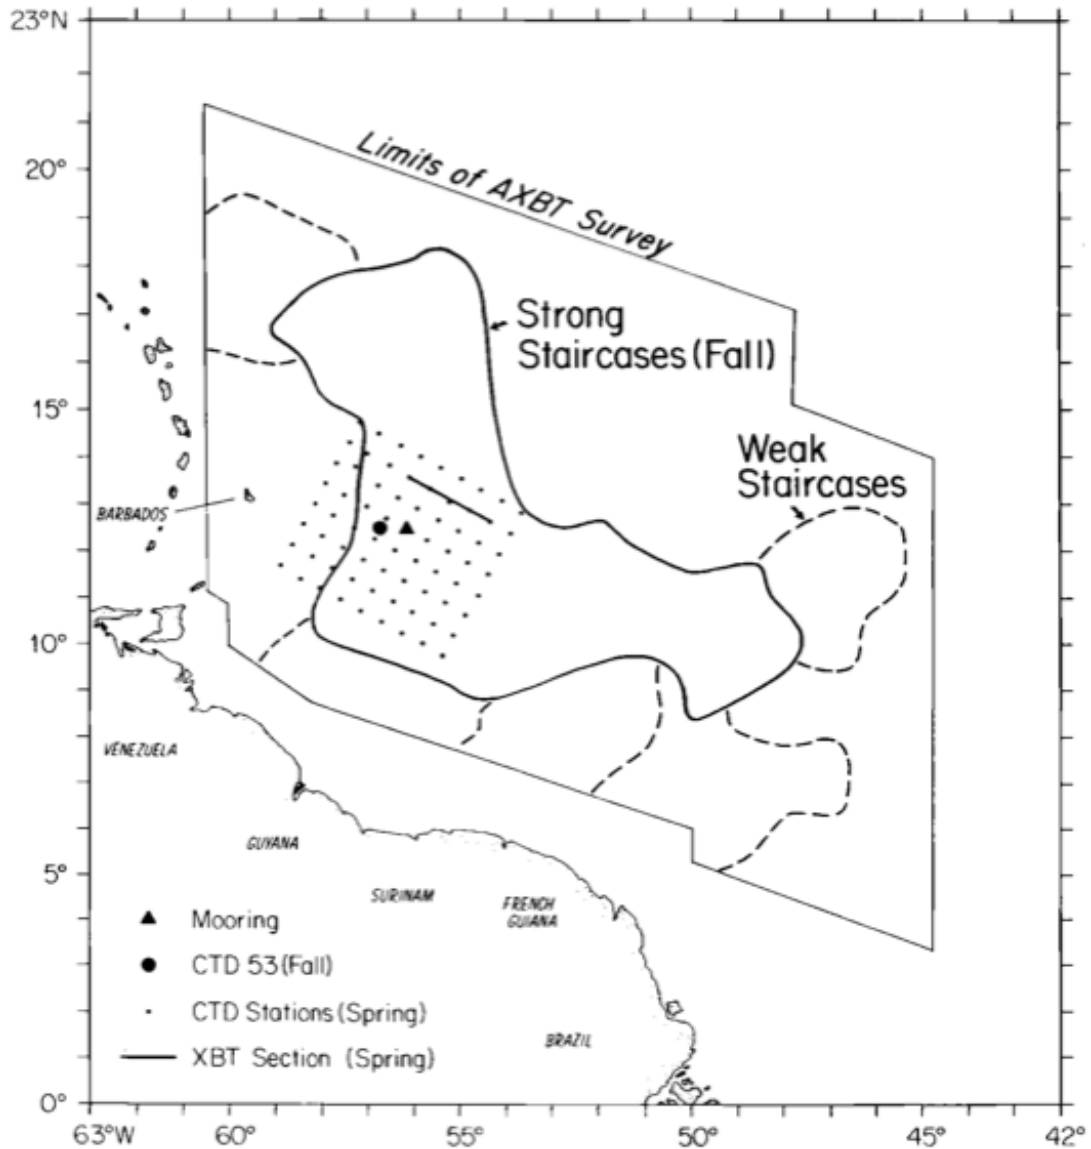 23°N
Limits of AXBT Survey
20°
Strong
Staircases (Fall)
15°
Weak
Staircases
BARBADOS
10°
VENEZUELA
GUYANA
5°
SURINAM
FRENCH
GUIANA
Mooring
CTD 53 (Fall)
CTD Stations (Spring)
BRAZIL
XBT Section (Spring)
0°
63°W 60° 55° 50° 45° 42°